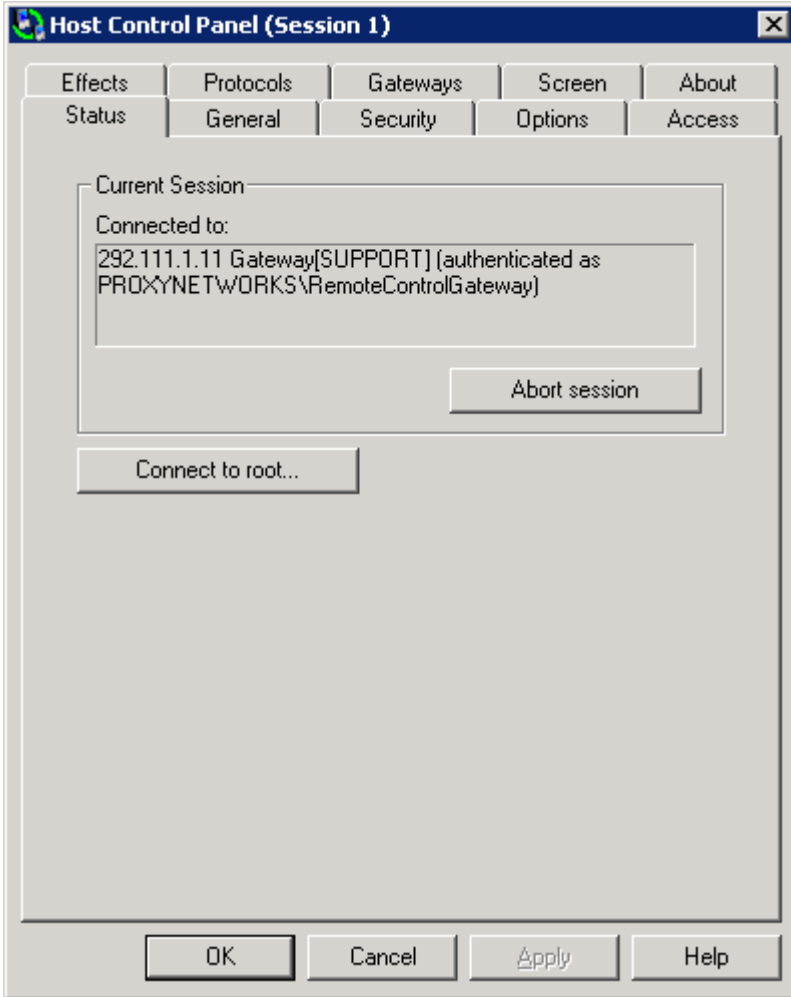 Host Control Panel (Session 1)
Effects Protocols Gateways Screen About
Status General Security Options Access
Current Session
Connected to:
292.111.1.11 Gateway[SUPPORT] (authenticated as
PROXYNETWORKS\RemoteControlGateway)
Abort session
Connect to root...
OK Cancel Apply Help